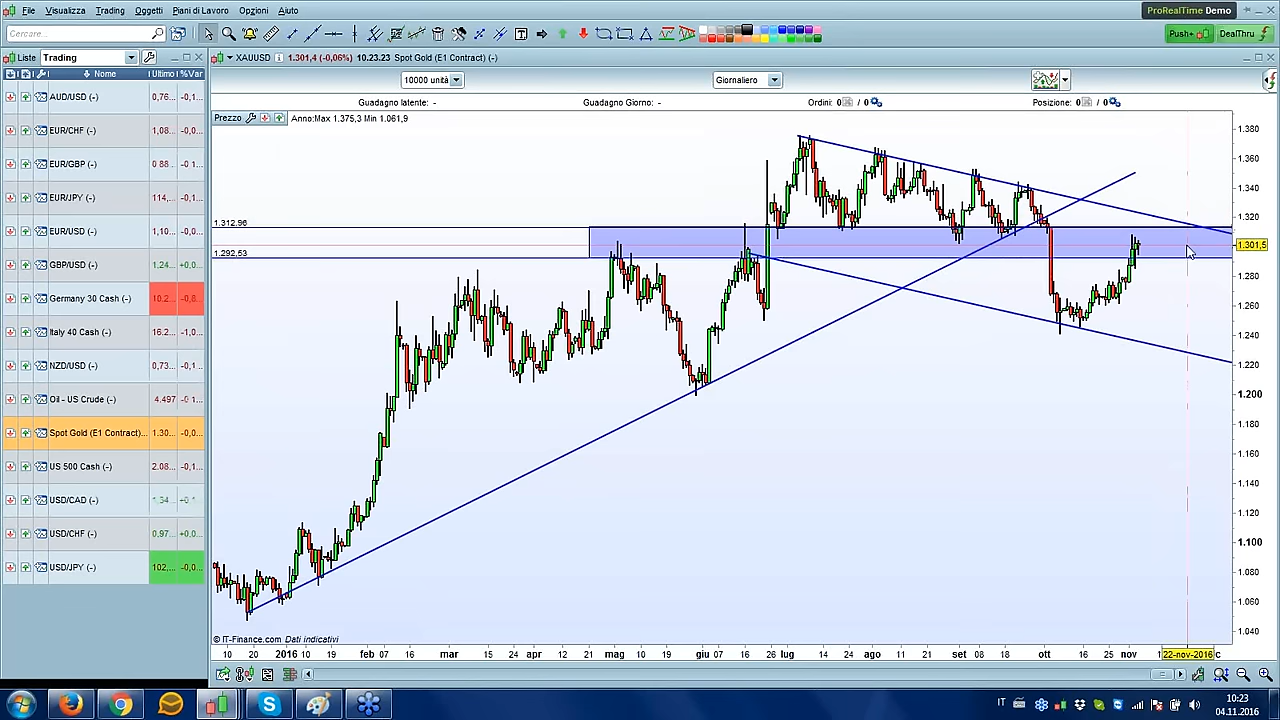 File Visualizza Trading Oggetti Piani di Lavoro Opzioni Aiuto ProRealTime Demo
Cercare... Push+ DealThru
Liste Trading XAUUSD 1.301,4 (-0,06%) 10.23.23 Spot Gold (E1 Contract) (-)
Nome Ultimo %Var
10000 unità Giornaliero
Guadagno latente: - Guadagno Giorno: - Ordini: 0 / 0 Posizione: 0 / 0
Prezzo Anno:Max 1.375,3 Min 1.061,9
AUD/USD (-) 0,76... -0,1...
EUR/CHF (-) 1,08... -0,0...
EUR/GBP (-) 0 88... -0,0...
EUR/JPY (-) 114,... -0,1...
EUR/USD (-) 1,10... -0,0...
GBP/USD (-) 1,24... +0.0...
Germany 30 Cash (-) 10.2... -0,8...
Italy 40 Cash (-) 16.2... -1,0...
NZD/USD (-) 0,73... -0,1...
Oil - US Crude (-) 4.497
Spot Gold (E1 Contract)... 1.30... -0,0...
US 500 Cash (-) 2.08... -0,1...
USD/CAD (-)
USD/CHF (-) 0.97... +0.0...
USD/JPY (-) 102,... -0,0...
1.312.96
1.292,53
1.380
1.360
1.340
1.320
1.301,5
1.280
1.260
1.240
1.220
1.200
1.180
1.160
1.140
1.120
1.100
1.080
1.060
1.040
© IT-Finance.com Dati indicativi
10 20 2016 feb 07 mar 14 apr 12 21 mag 16 24 giu 07 16 26 lug 14 24 ago 16 25 set 08 18 ott 16 25 nov 22-nov-2016
IT 10:23
04.11.2016